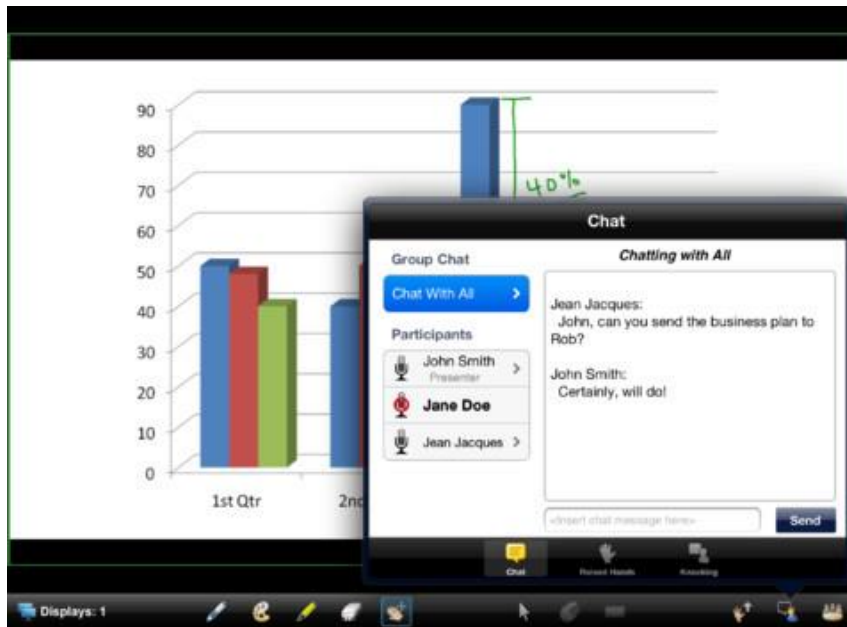 90
80
70
60
50
40
30
20
10
0
1st Qtr
2nd
40%
Chat
Group Chat
Chat With All
Participants
John Smith
Presenter
Jane Doe
Jean Jacques
Chatting with All
Jean Jacques:
John, can you send the business plan to
Rob?
John Smith:
Certainly, will do!
<Insert chat message here>
Send
Chat
Raised Hands
Knocking
Displays: 1